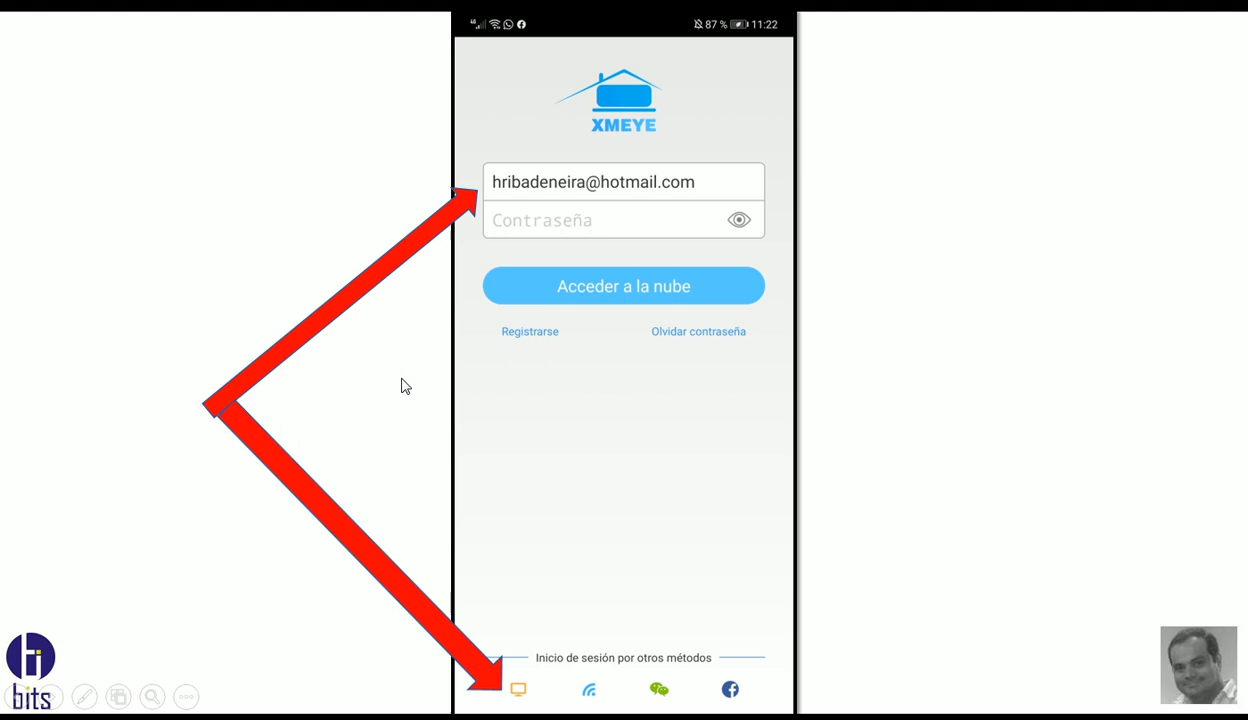 87 % 11:22
XMEYE
hribadeneira@hotmail.com
Contraseña
Acceder a la nube
Registrarse
Olvidar contraseña
Inicio de sesión por otros métodos
hi
bits